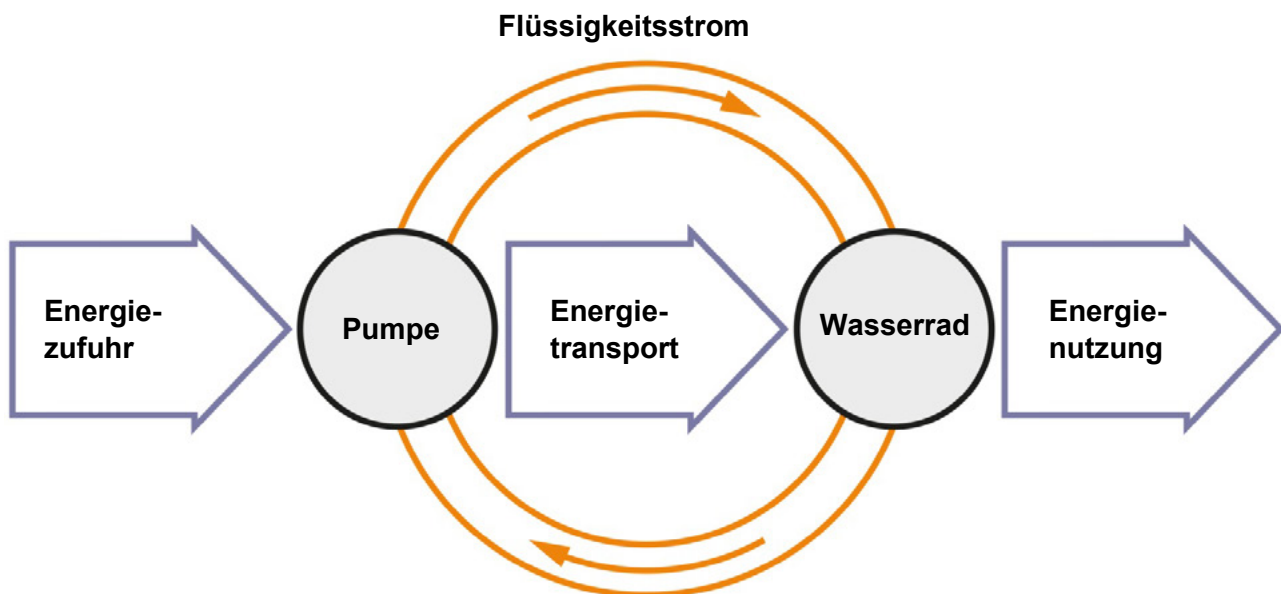 Flüssigkeitsstrom
Energie-
zufuhr
Pumpe
Energie-
transport
Wasserrad
Energie-
nutzung